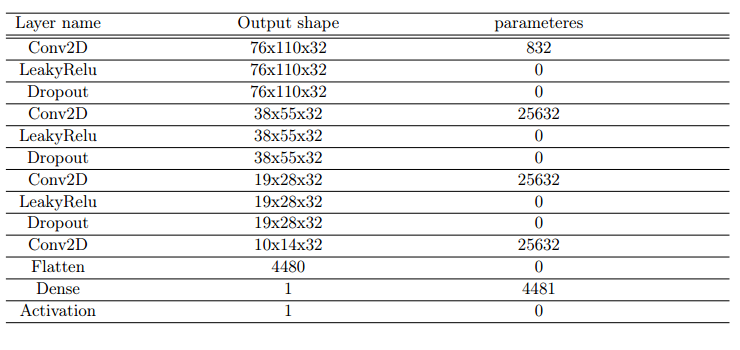 Layer name Output shape parameteres
Conv2D 76x110x32 832
LeakyRelu 76x110x32 0
Dropout 76x110x32 0
Conv2D 38x55x32 25632
LeakyRelu 38x55x32 0
Dropout 38x55x32 0
Conv2D 19x28x32 25632
LeakyRelu 19x28x32 0
Dropout 19x28x32 0
Conv2D 10x14x32 25632
Flatten 4480 0
Dense 1 4481
Activation 1 0